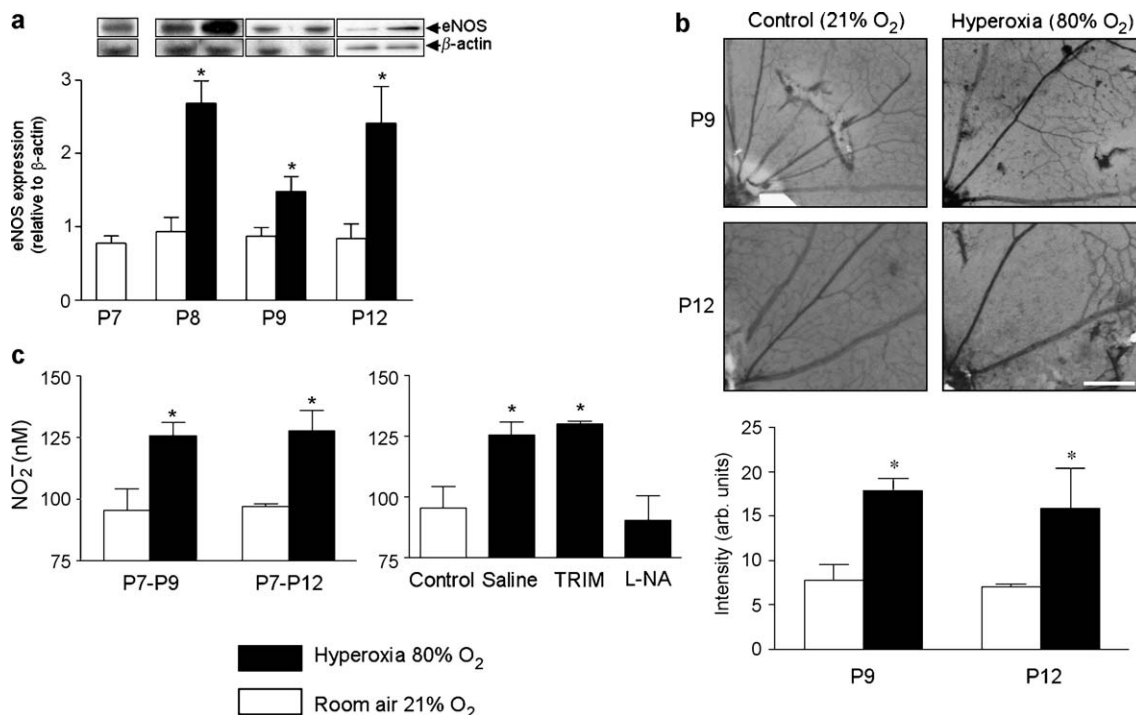 a
eNOS
β-actin
3
2
1
0
eNOS expression
(relative to β-actin)
*
*
*
P7
P8
P9
P12
b
Control (21% O₂)
Hyperoxia (80% O₂)
P9
P12
25
20
15
10
5
0
Intensity (arb. units)
*
*
P9
P12
c
150
125
100
75
NO₂⁻ (nM)
*
*
P7-P9
P7-P12
150
125
100
75
*
*
Control
Saline
TRIM
L-NA
Hyperoxia 80% O₂
Room air 21% O₂